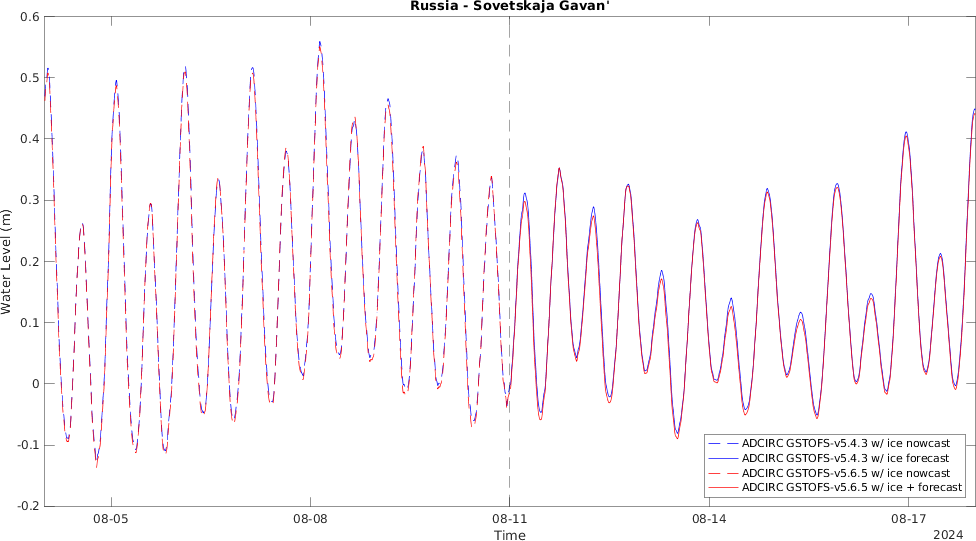 Russia - Sovetskaja Gavan'
0.6
0.5
0.4
0.3
0.2
0.1
0
-0.1
-0.2
Water Level (m)
08-05
08-08
08-11
08-14
08-17
Time
2024
ADCIRC GSTOFS-v5.4.3 w/ ice nowcast
ADCIRC GSTOFS-v5.4.3 w/ ice forecast
ADCIRC GSTOFS-v5.6.5 w/ ice nowcast
ADCIRC GSTOFS-v5.6.5 w/ ice + forecast